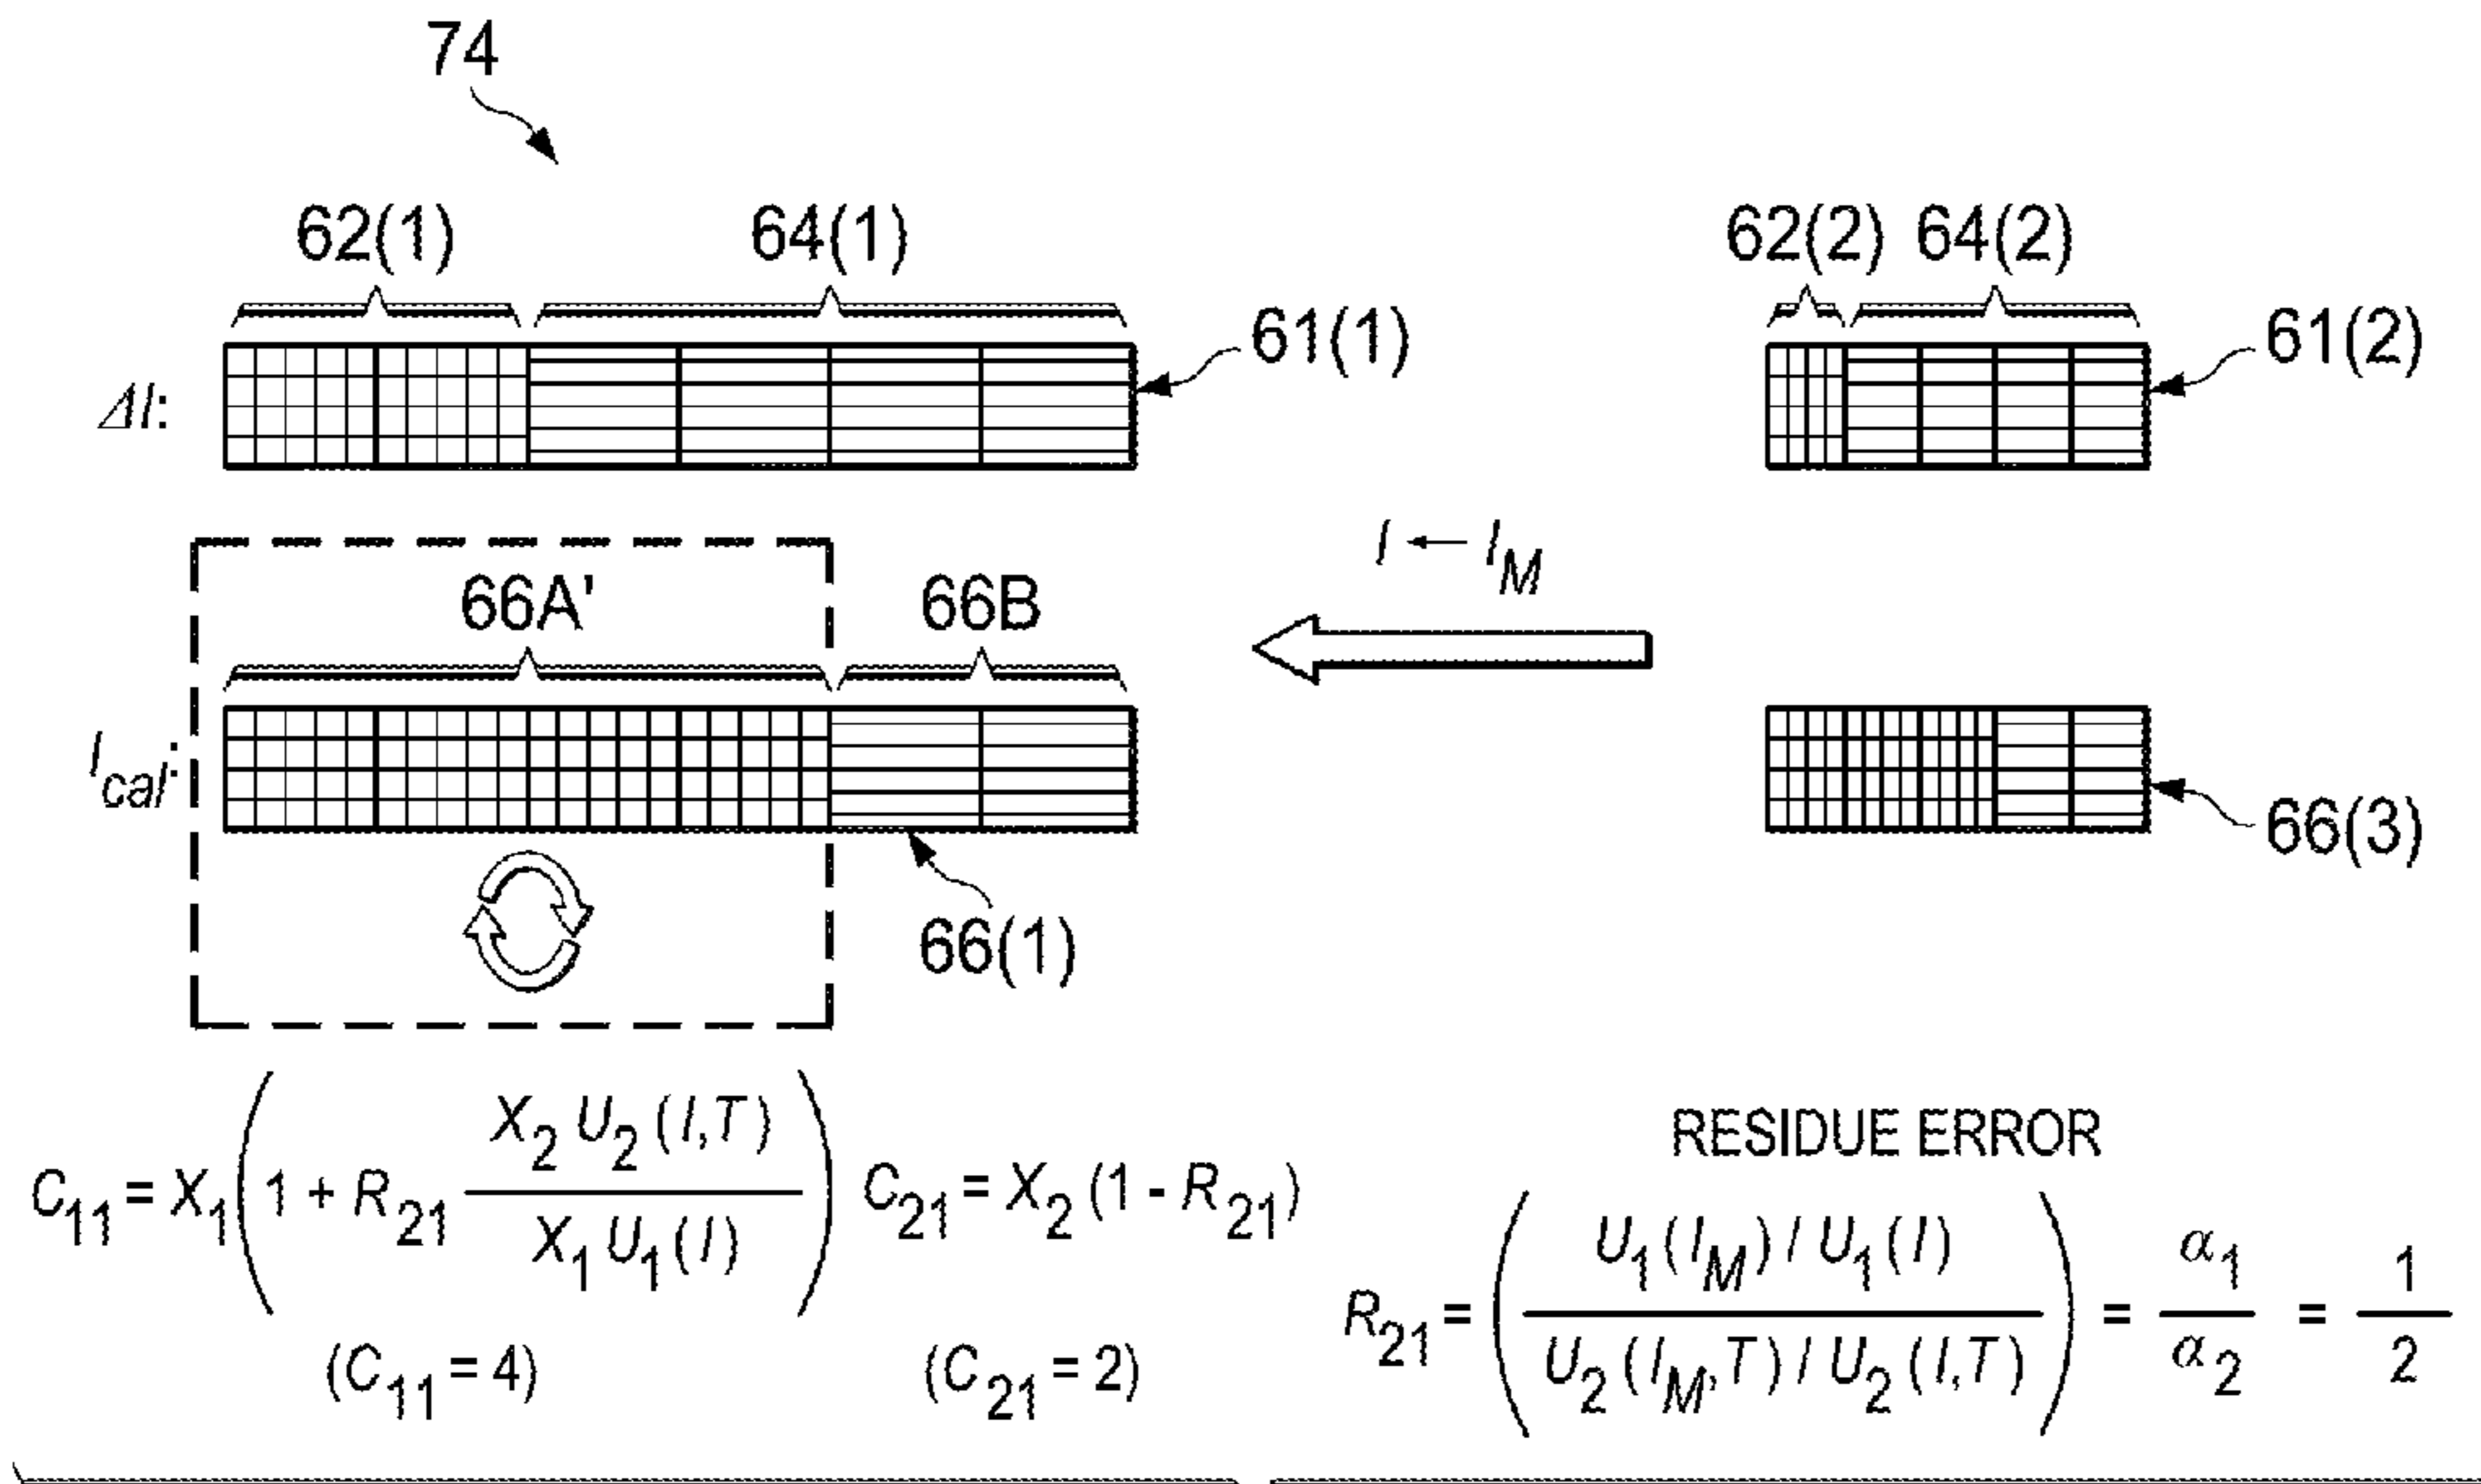 74
62(1) 64(1) 62(2) 64(2)
61(1) 61(2)
ΔI:
I ← I_M
66A' 66B
I_cal:
66(3)
66(1)
RESIDUE ERROR
C_11 = X_1 (1 + R_21 X_2 U_2 (I,T) / X_1 U_1 (I)) C_21 = X_2 (1 - R_21)
R_21 = (U_1 (I_M) / U_1 (I) / U_2 (I_M, T) / U_2 (I,T)) = α_1 / α_2 = 1 / 2
(C_11 = 4) (C_21 = 2)